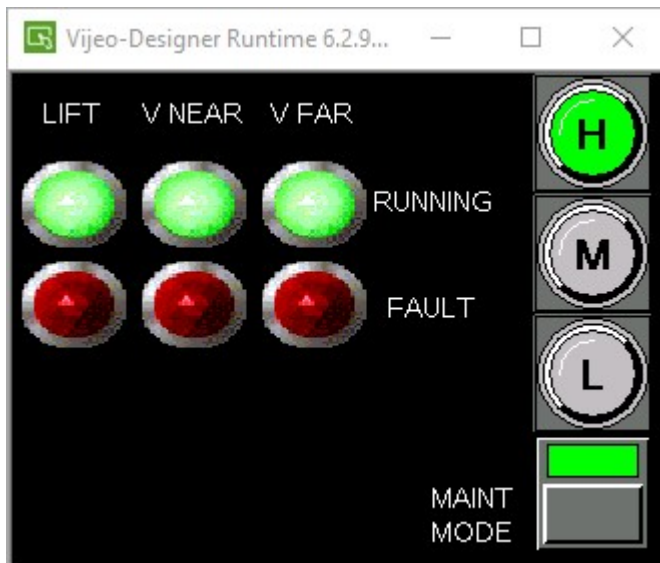 Vijeo-Designer Runtime 6.2.9...
LIFT V NEAR V FAR
H
RUNNING
M
FAULT
L
MAINT
MODE